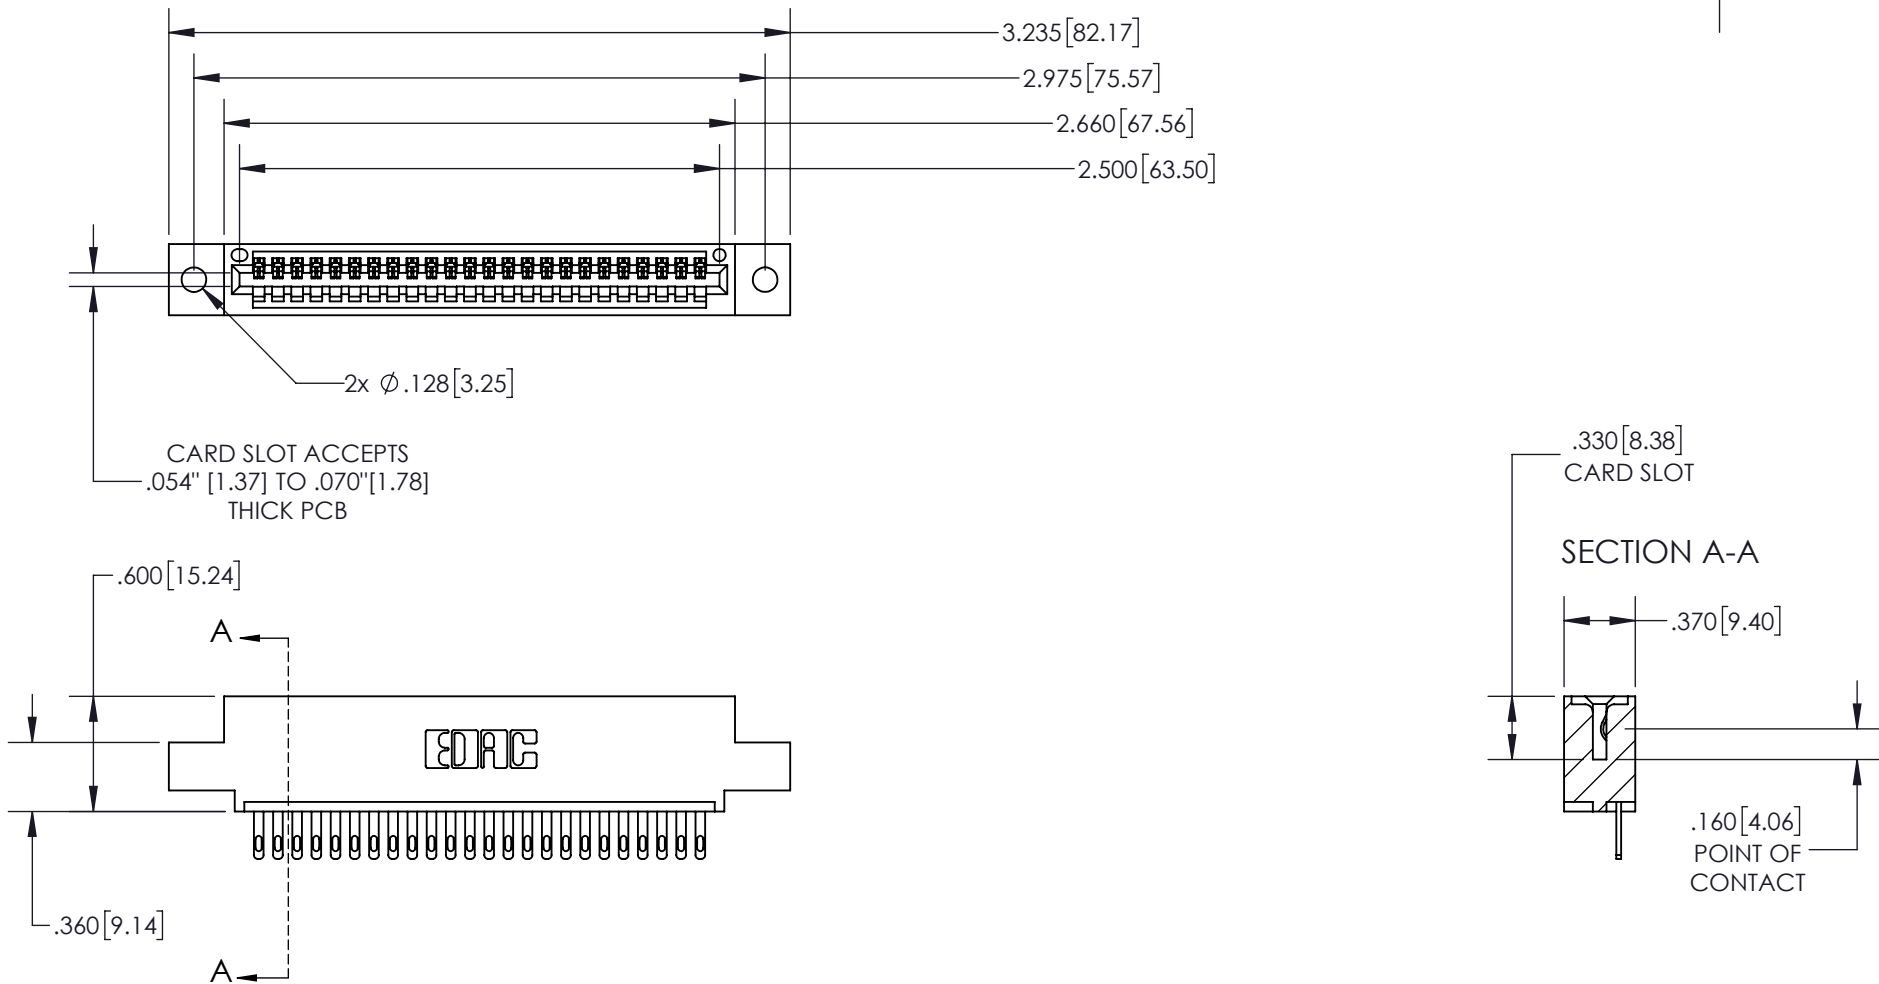 3.235[82.17]
2.975[75.57]
2.660[67.56]
2.500[63.50]
2x ∅.128[3.25]
CARD SLOT ACCEPTS
.054" [1.37] TO .070"[1.78]
THICK PCB
.330[8.38]
CARD SLOT
SECTION A-A
.600[15.24]
.370[9.40]
A
EDAC
.160[4.06]
POINT OF
CONTACT
.360[9.14]
A